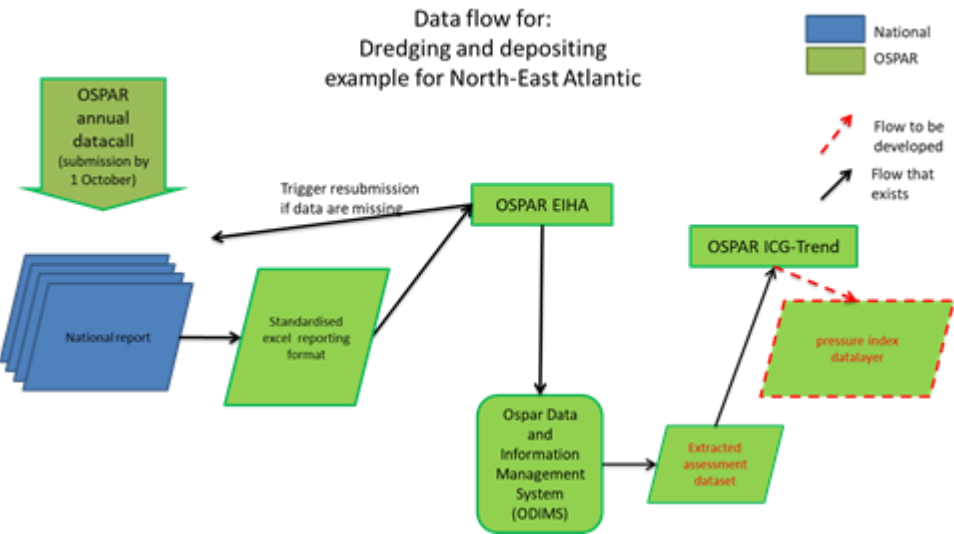 Data flow for:
Dredging and depositing
example for North-East Atlantic
National
OSPAR
Flow to be
developed
Flow that
exists
OSPAR
annual
datacall
(submission by
1 October)
Trigger resubmission
if data are missing
OSPAR EIHA
OSPAR ICG-Trend
National report
Standardised
excel reporting
format
pressure index
datalayer
Ospar Data
and
Information
Management
System
(ODIMS)
Extracted
assessment
dataset